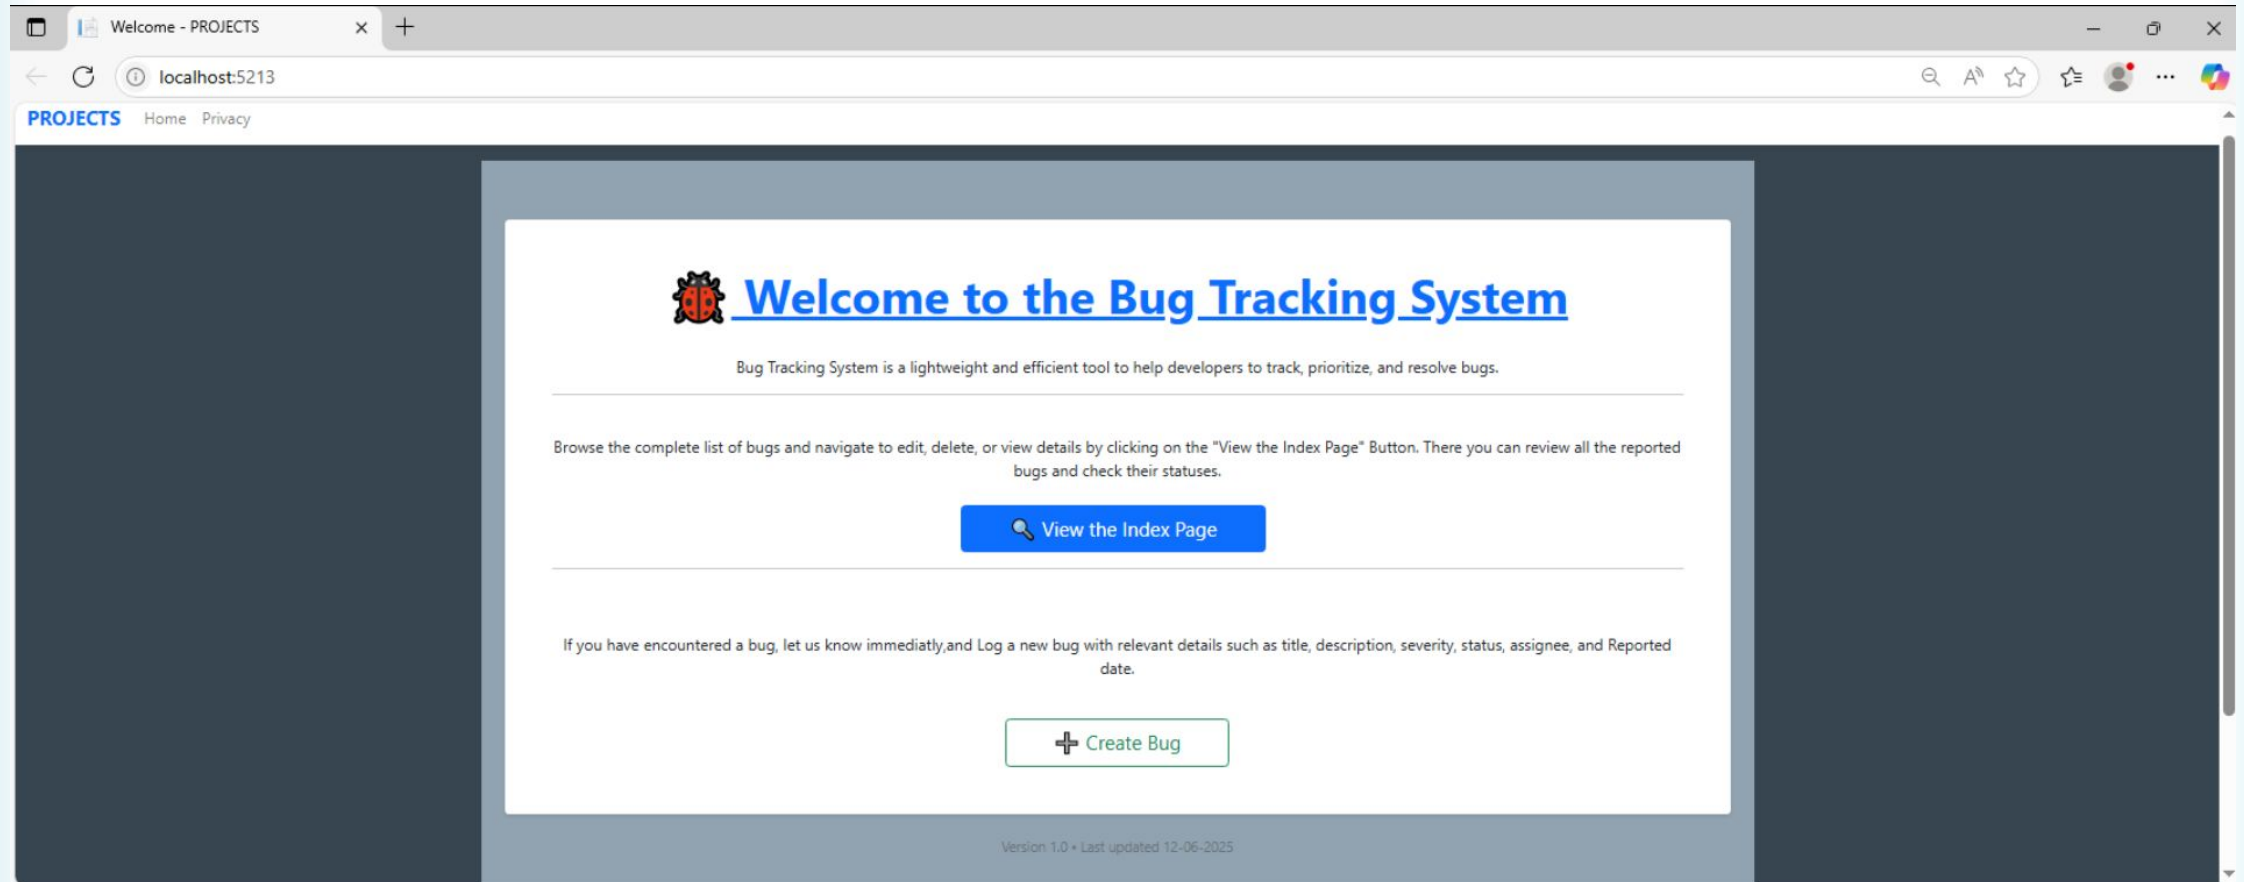 Welcome - PROJECTS
localhost:5213
PROJECTS Home Privacy
Welcome to the Bug Tracking System
Bug Tracking System is a lightweight and efficient tool to help developers to track, prioritize, and resolve bugs.
Browse the complete list of bugs and navigate to edit, delete, or view details by clicking on the "View the Index Page" Button. There you can review all the reported
bugs and check their statuses.
View the Index Page
If you have encountered a bug, let us know immediatly,and Log a new bug with relevant details such as title, description, severity, status, assignee, and Reported
date.
Create Bug
Version 1.0 • Last updated 12-06-2025